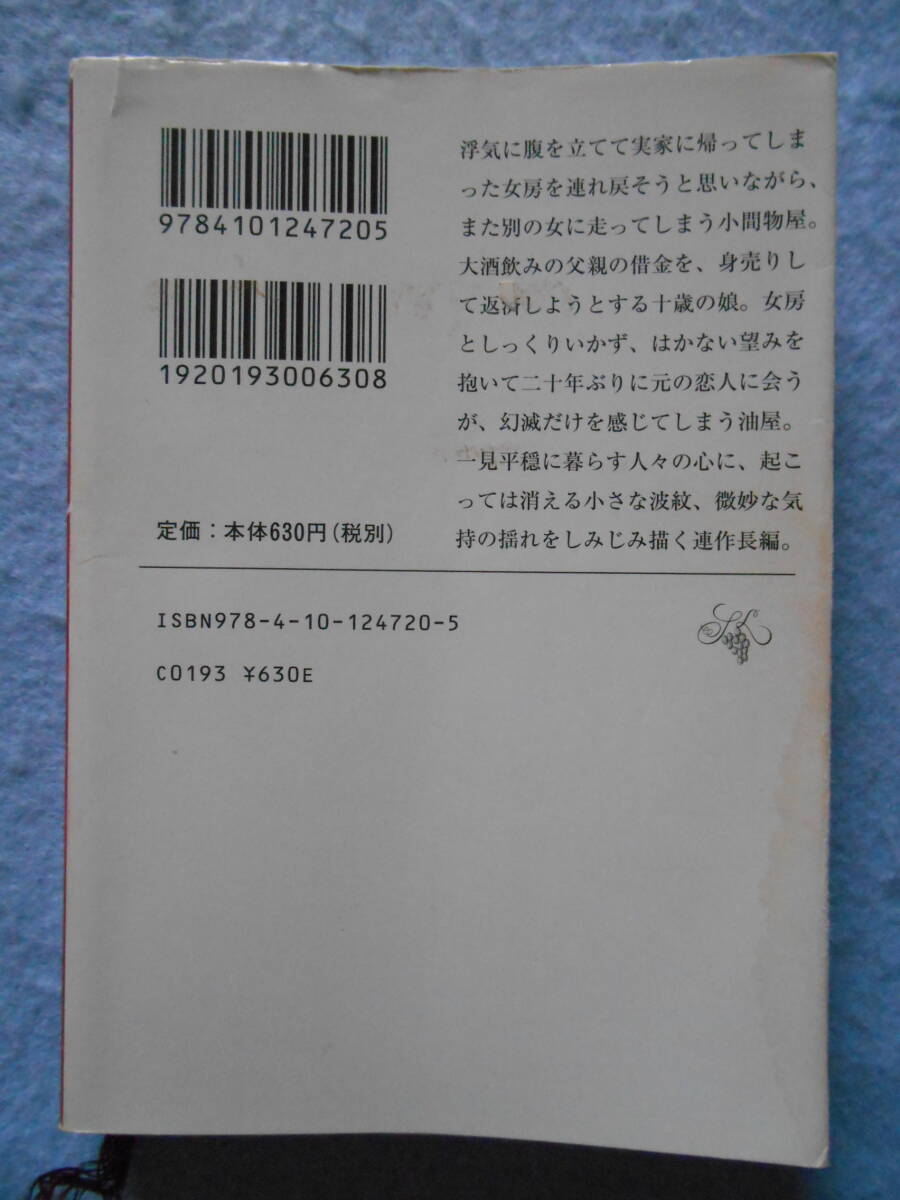 9784101247205
1920193006308
定価：本体630円（税別）
浮気に腹を立てて実家に帰ってしま
った女房を連れ戻そうと思いながら、
また別の女に走ってしまう小間物屋。
大酒飲みの父親の借金を、身売りし
て返済しようとする十歳の娘。女房
としっくりいかず、はかない望みを
抱いて二十年ぶりに元の恋人に会う
が、幻滅だけを感じてしまう油屋。
一見平穏に暮らす人々の心に、起こ
っては消える小さな波紋、微妙な気
持の揺れをしみじみ描く連作長編。
ISBN978-4-10-124720-5
C0193 ¥630E